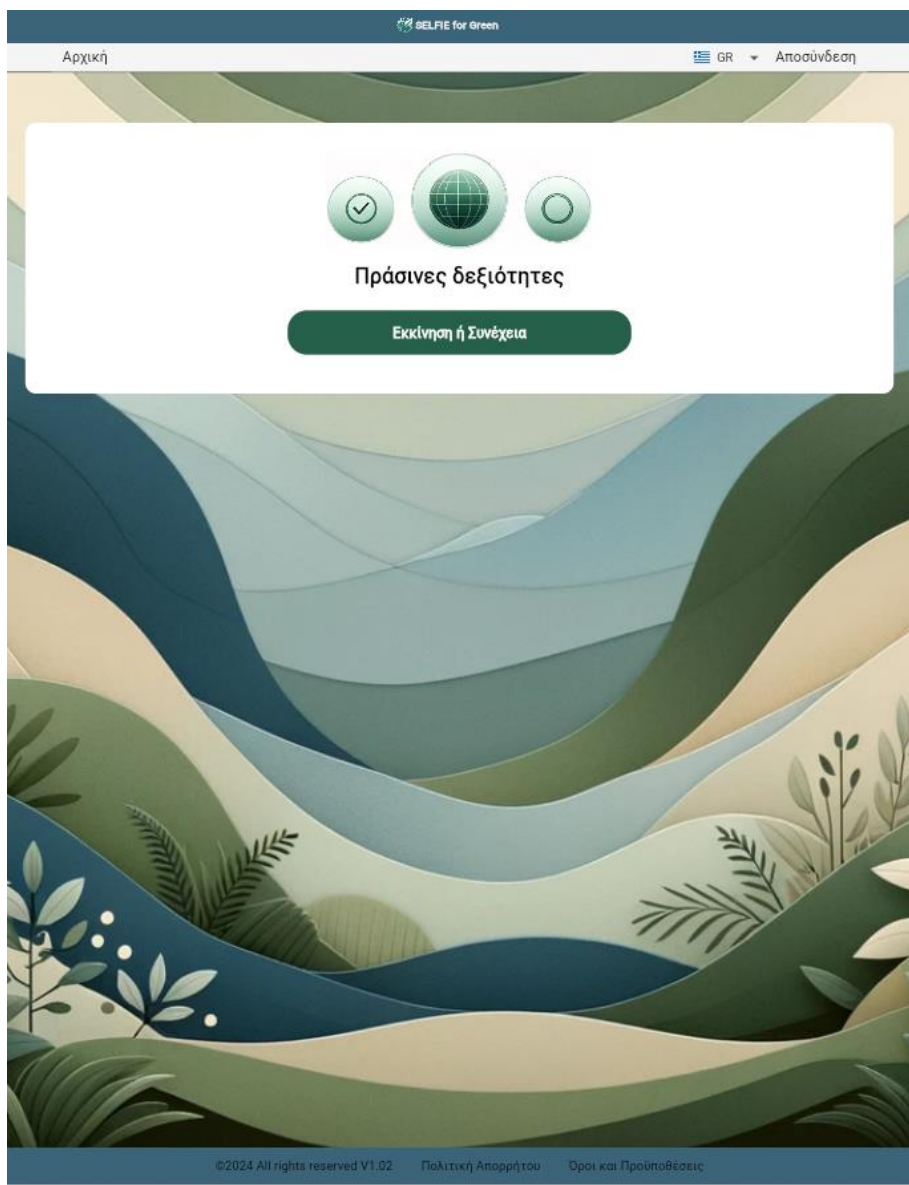 SELFIE for Green
Αρχική GR Αποσύνδεση
Πράσινες δεξιότητες
Εκκίνηση ή Συνέχεια
©2024 All rights reserved V1.02 Πολιτική Απορρήτου Όροι και Προϋποθέσεις